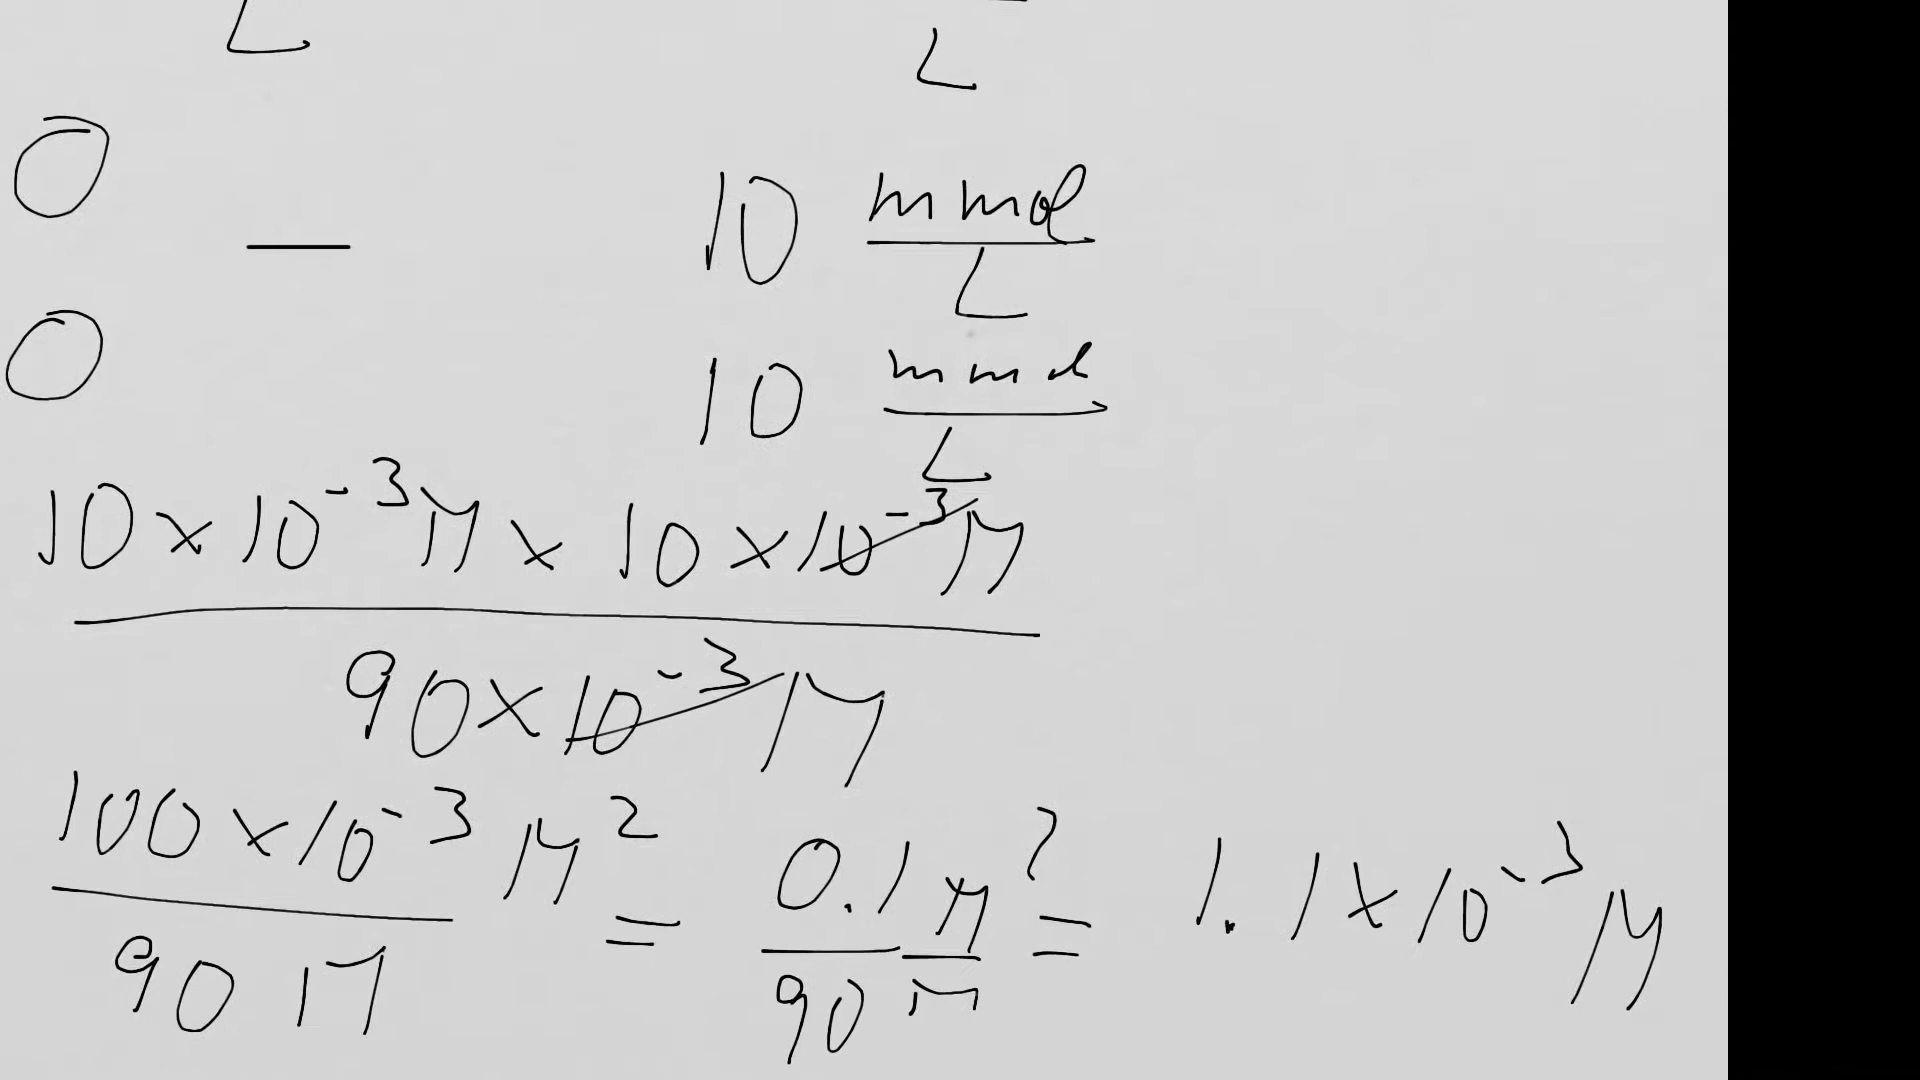 L L
0 — 10 mmol/L
0 10 mmol/L
10 × 10⁻³ M × 10 × 10⁻³ M
90 × 10⁻³ M
100 × 10⁻³ M² = 0.1 M² = 1.1 × 10⁻³ M
90 M 90 M